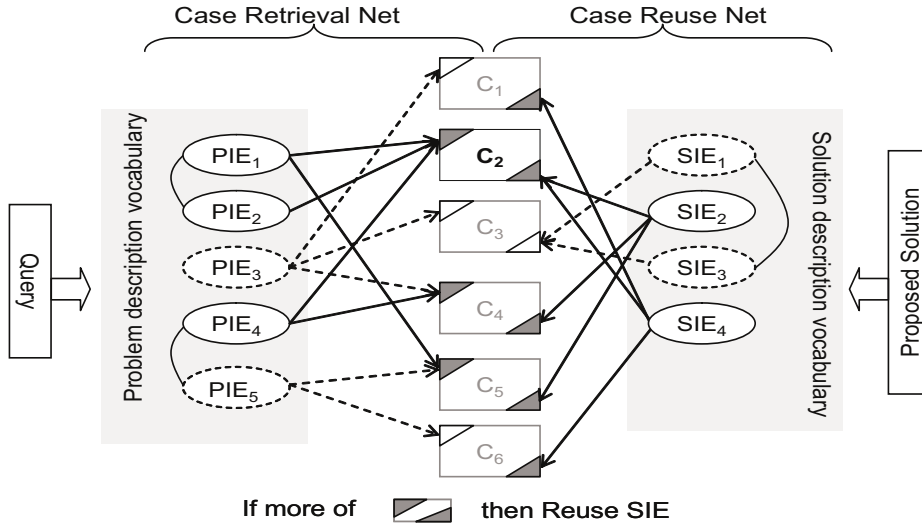 Case Retrieval Net
Case Reuse Net
Query
Problem description vocabulary
PIE1
PIE2
PIE3
PIE4
PIE5
C1
C2
C3
C4
C5
C6
SIE1
SIE2
SIE3
SIE4
Solution description vocabulary
Proposed Solution
If more of then Reuse SIE